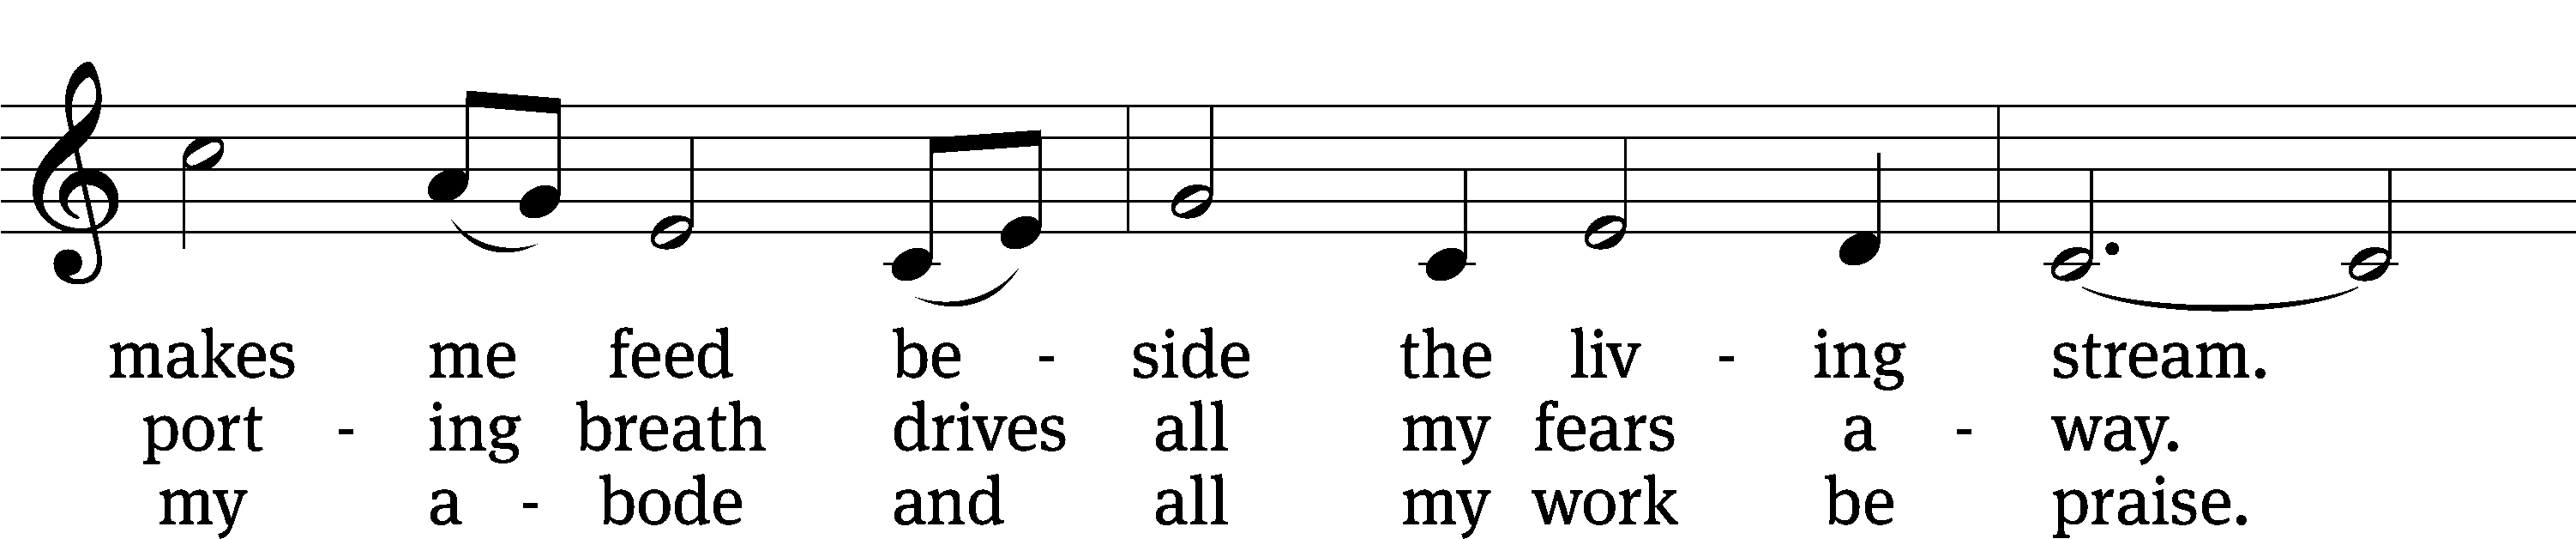 makes me feed be - side the liv - ing stream.
port - ing breath drives all my fears a - way.
my a - bode and all my work be praise.